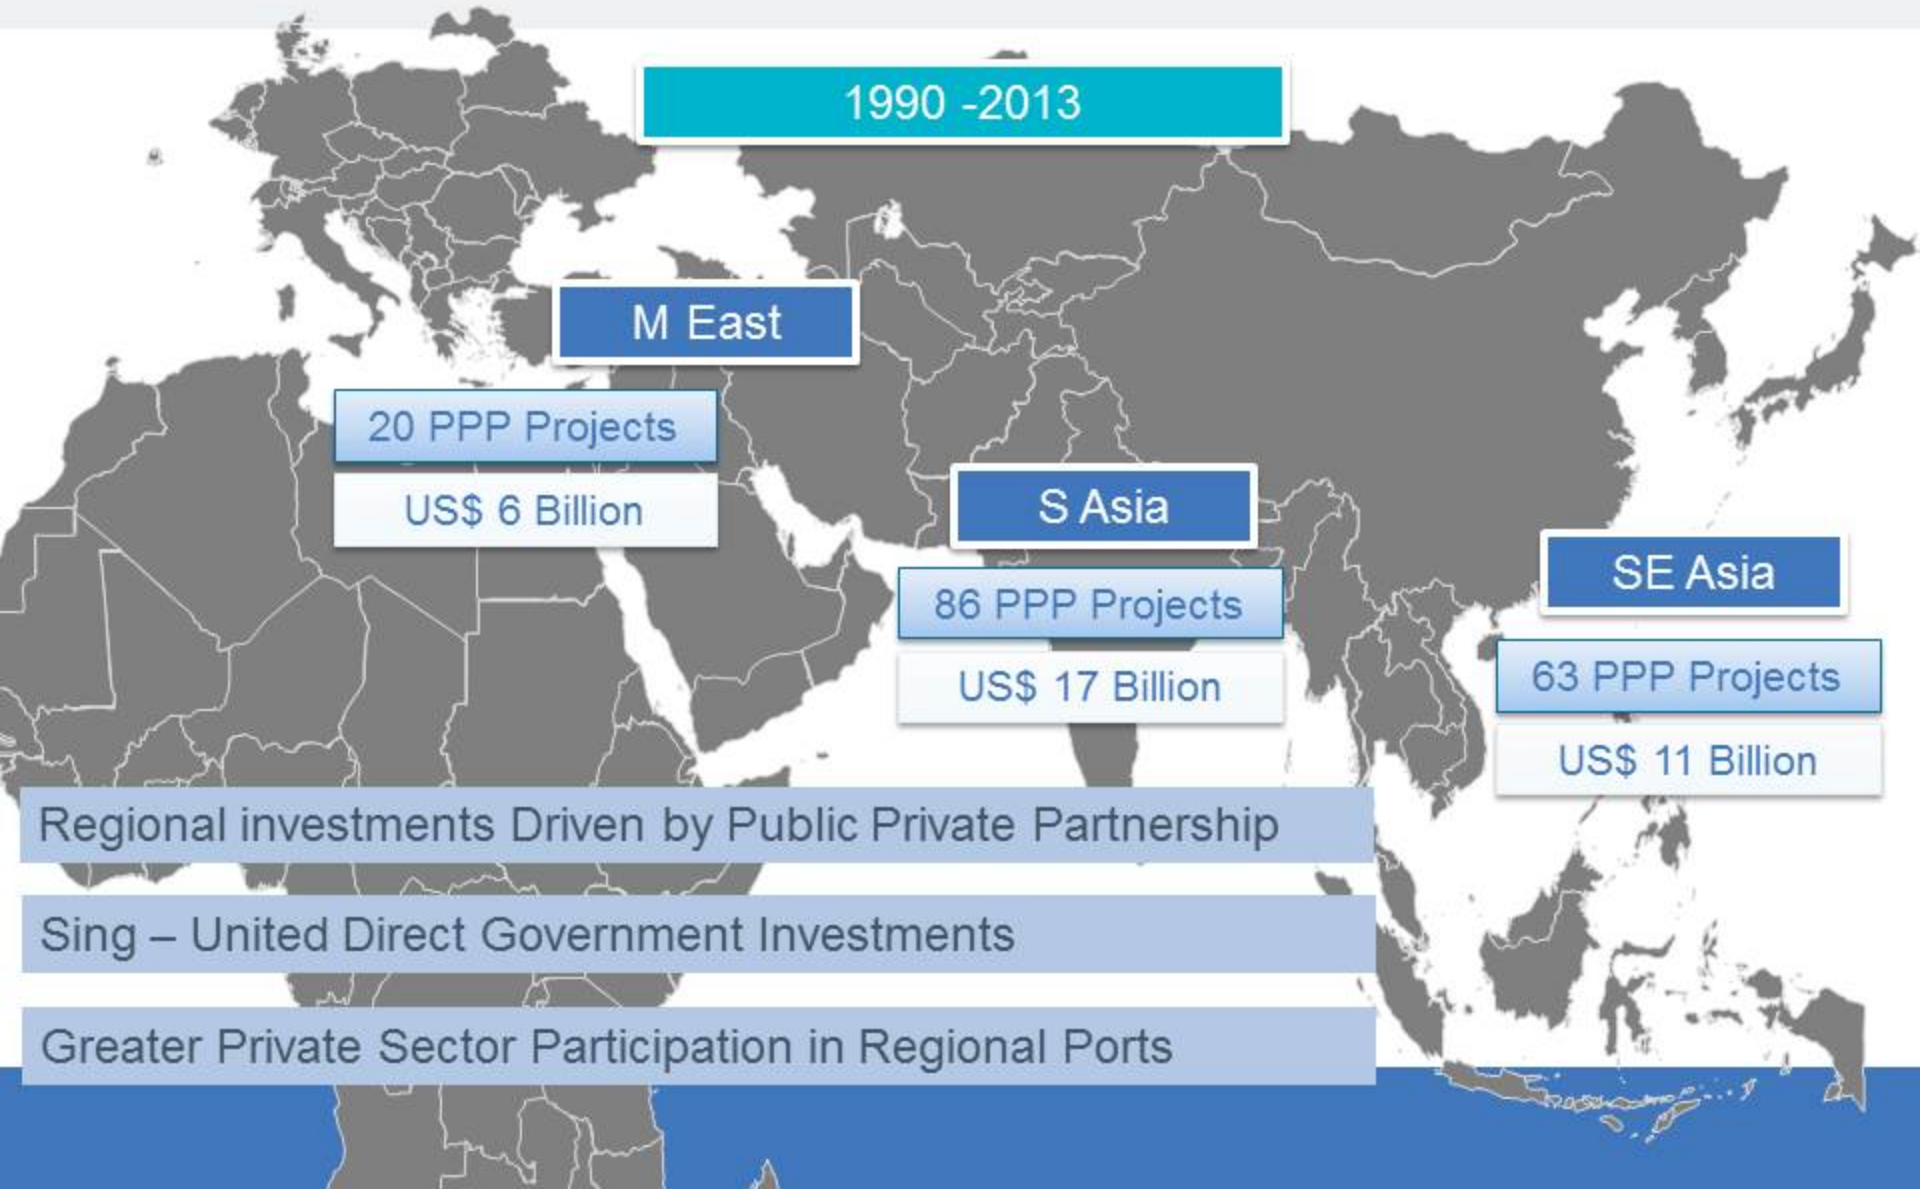 1990 -2013
M East
20 PPP Projects
US$ 6 Billion
S Asia
86 PPP Projects
US$ 17 Billion
SE Asia
63 PPP Projects
US$ 11 Billion
Regional investments Driven by Public Private Partnership
Sing – United Direct Government Investments
Greater Private Sector Participation in Regional Ports